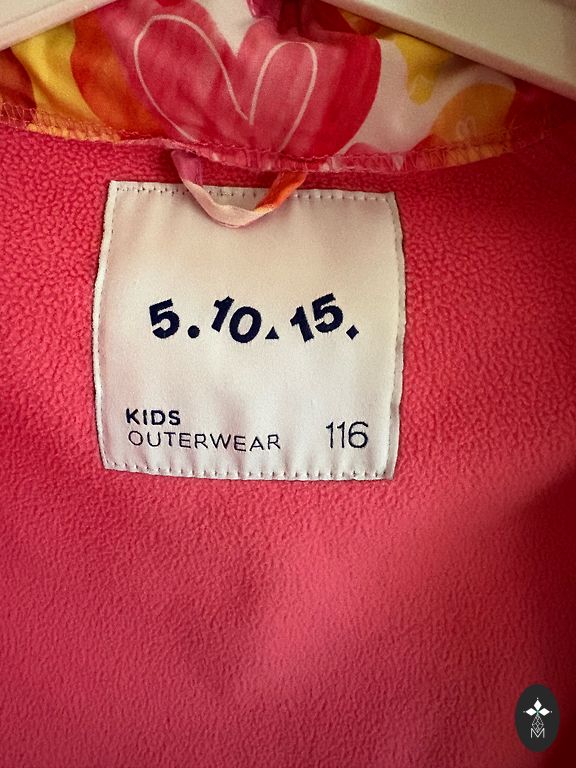 5.10.15.
KIDS
OUTERWEAR 116
M